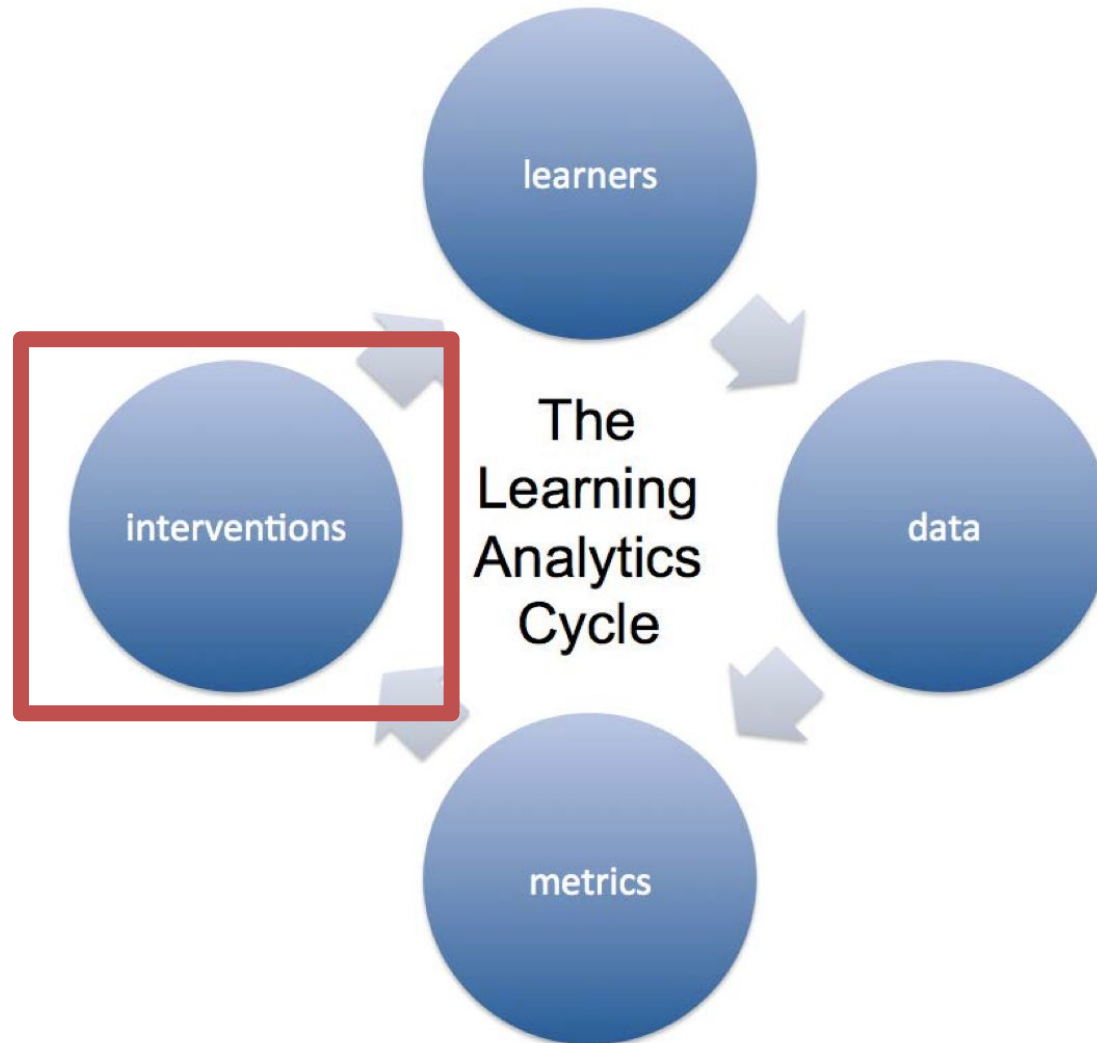 learners
The
Learning
Analytics
Cycle
interventions
data
metrics